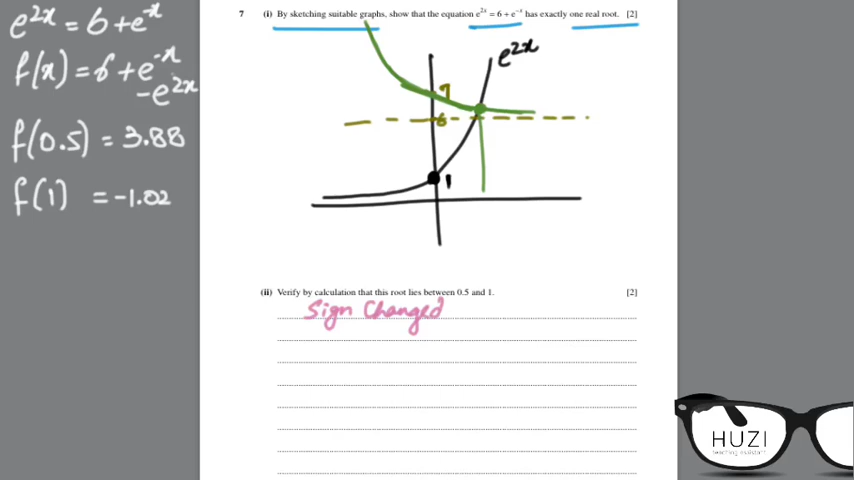 e^2x = 6 + e^-x
f(x) = 6 + e^-x
- e^2x
f(0.5) = 3.88
f(1) = -1.02
7 (i) By sketching suitable graphs, show that the equation e^2x = 6 + e^-x has exactly one real root. [2]
e^2x
7
6
1
(ii) Verify by calculation that this root lies between 0.5 and 1. [2]
Sign Changed
HUZI
teaching assistant